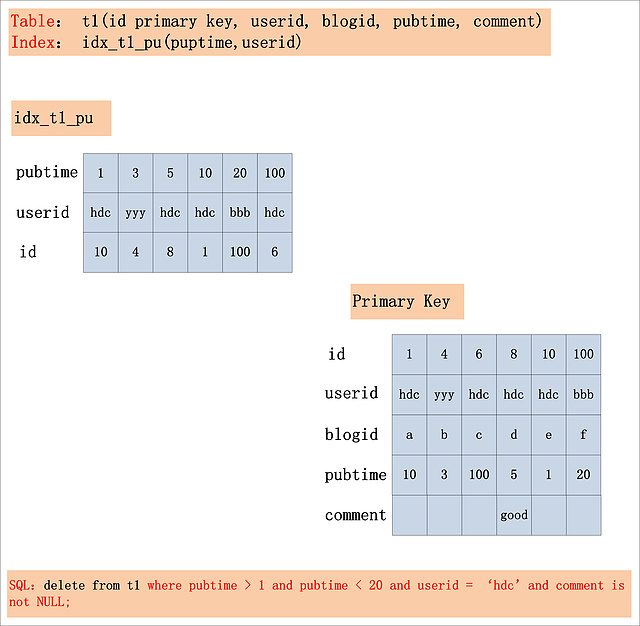 Table: t1(id primary key, userid, blogid, pubtime, comment)
Index: idx_t1_pu(puptime,userid)
idx_t1_pu
pubtime 1 3 5 10 20 100
userid hdc yyy hdc hdc bbb hdc
id 10 4 8 1 100 6
Primary Key
id 1 4 6 8 10 100
userid hdc yyy hdc hdc hdc bbb
blogid a b c d e f
pubtime 10 3 100 5 1 20
comment good
SQL: delete from t1 where pubtime > 1 and pubtime < 20 and userid = ‘hdc’ and comment is
not NULL;